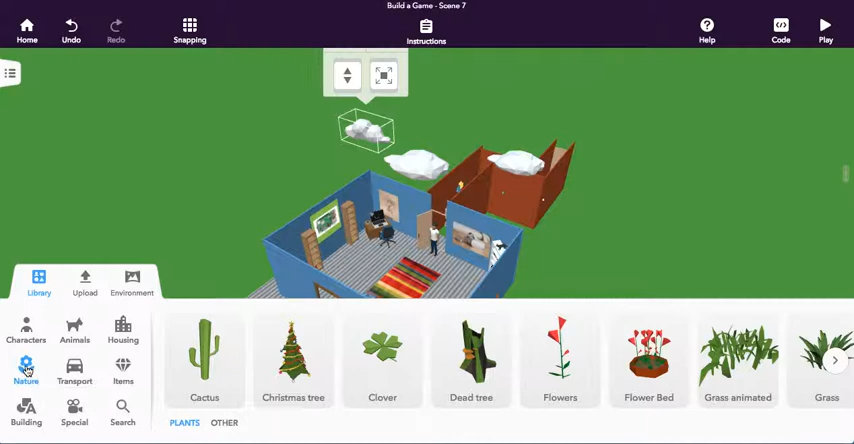 Build a Game - Scene 7
Home
Undo
Redo
Snapping
Instructions
Help
Code
Play
Library
Upload
Environment
Characters
Animals
Housing
Nature
Transport
Items
Building
Special
Search
Cactus
Christmas tree
Clover
Dead tree
Flowers
Flower Bed
Grass animated
Grass
PLANTS
OTHER